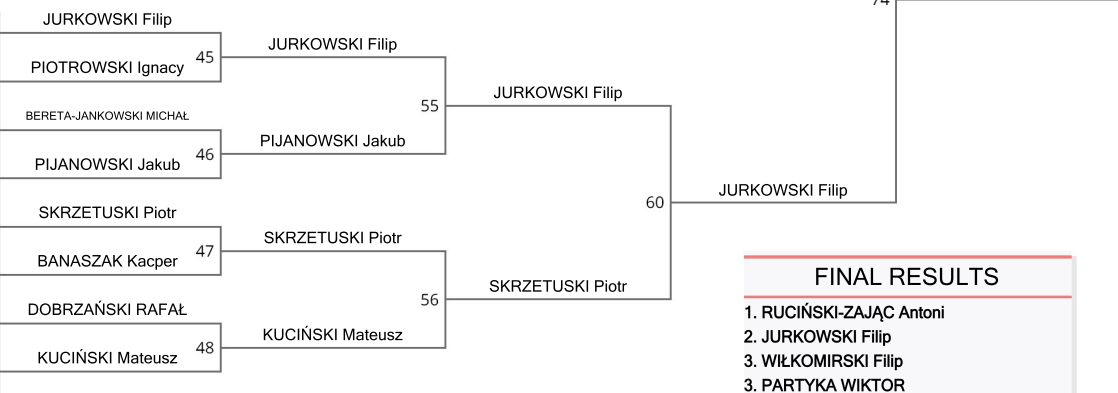 74
JURKOWSKI Filip
45
PIOTROWSKI Ignacy
JURKOWSKI Filip
55
JURKOWSKI Filip
BERETA-JANKOWSKI MICHAŁ
46
PIJANOWSKI Jakub
PIJANOWSKI Jakub
60
JURKOWSKI Filip
SKRZETUSKI Piotr
47
BANASZAK Kacper
SKRZETUSKI Piotr
56
SKRZETUSKI Piotr
DOBRZAŃSKI RAFAŁ
48
KUCIŃSKI Mateusz
KUCIŃSKI Mateusz
FINAL RESULTS
1. RUCIŃSKI-ZAJĄC Antoni
2. JURKOWSKI Filip
3. WIŁKOMIRSKI Filip
3. PARTYKA WIKTOR